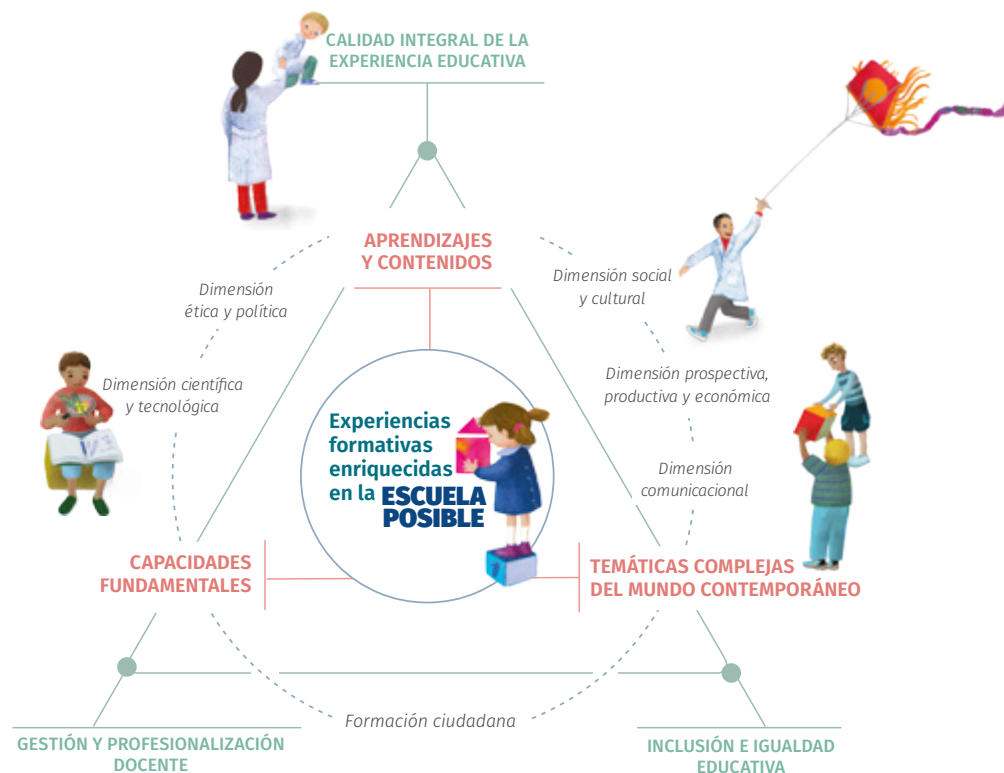 CALIDAD INTEGRAL DE LA
EXPERIENCIA EDUCATIVA
APRENDIZAJES
Y CONTENIDOS
Dimensión
ética y política
Dimensión social
y cultural
Dimensión científica
y tecnológica
Dimensión prospectiva,
productiva y económica
Experiencias
formativas
enriquecidas
en la ESCUELA
POSIBLE
Dimensión
comunicacional
CAPACIDADES
FUNDAMENTALES
TEMÁTICAS COMPLEJAS
DEL MUNDO CONTEMPORÁNEO
Formación ciudadana
GESTIÓN Y PROFESIONALIZACIÓN
DOCENTE
INCLUSIÓN E IGUALDAD
EDUCATIVA